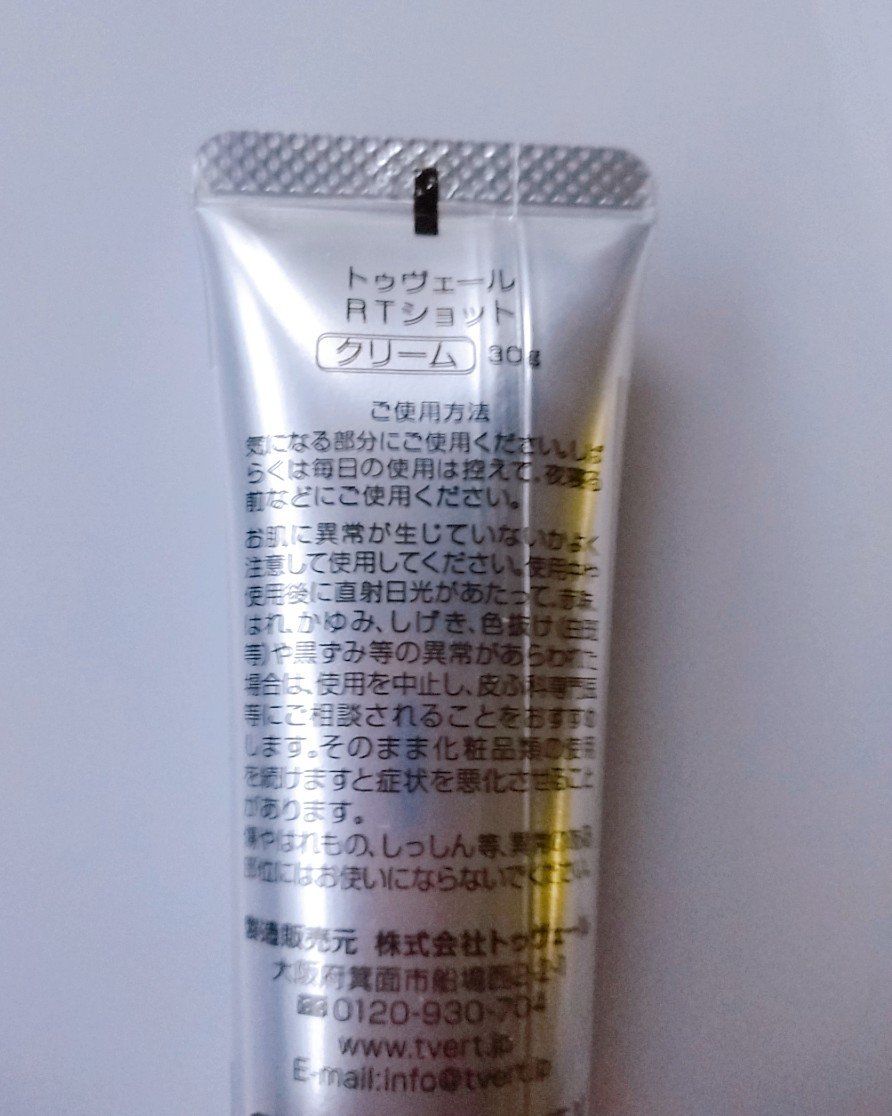 トゥヴェール
RTショット
クリーム 30g
ご使用方法
気になる部分にご使用ください。しば
らくは毎日の使用は控えて、夜寝る
前などにご使用ください。
お肌に異常が生じていないかよく
注意して使用してください。使用中や
使用後に直射日光があたって、赤み、
はれ、かゆみ、しげき、色抜け(白斑
等)や黒ずみ等の異常があらわれた
場合は、使用を中止し、皮ふ科専門医
等にご相談されることをおすすめ
します。そのまま化粧品類の使用
を続けますと症状を悪化させること
があります。
傷やはれもの、しっしん等、異常のある
部位にはお使いにならないでください。
製造販売元 株式会社トゥヴェール
大阪府箕面市船場西
0120-930-704
www.tvert.jp
E-mail:info@tvert.jp